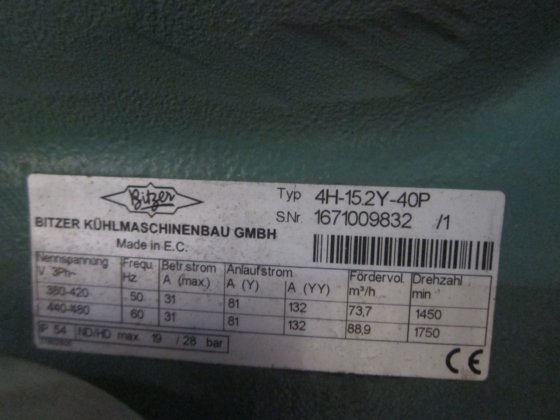 Bitzer
Typ 4H-15.2Y-40P
S.Nr. 1671009832 /1
BITZER KÜHLMASCHINENBAU GMBH
Made in E.C.
Nennspannung Frequ. Betr.strom Anlaufstrom Fördervol. Drehzahl
V 3Ph~ Hz A (max.) A (Y) A (YY) m³/h min
380-420 50 31 81 132 73,7 1450
440-480 60 31 81 132 88,9 1750
IP 54 ND/HD max. 19 / 28 bar
CE